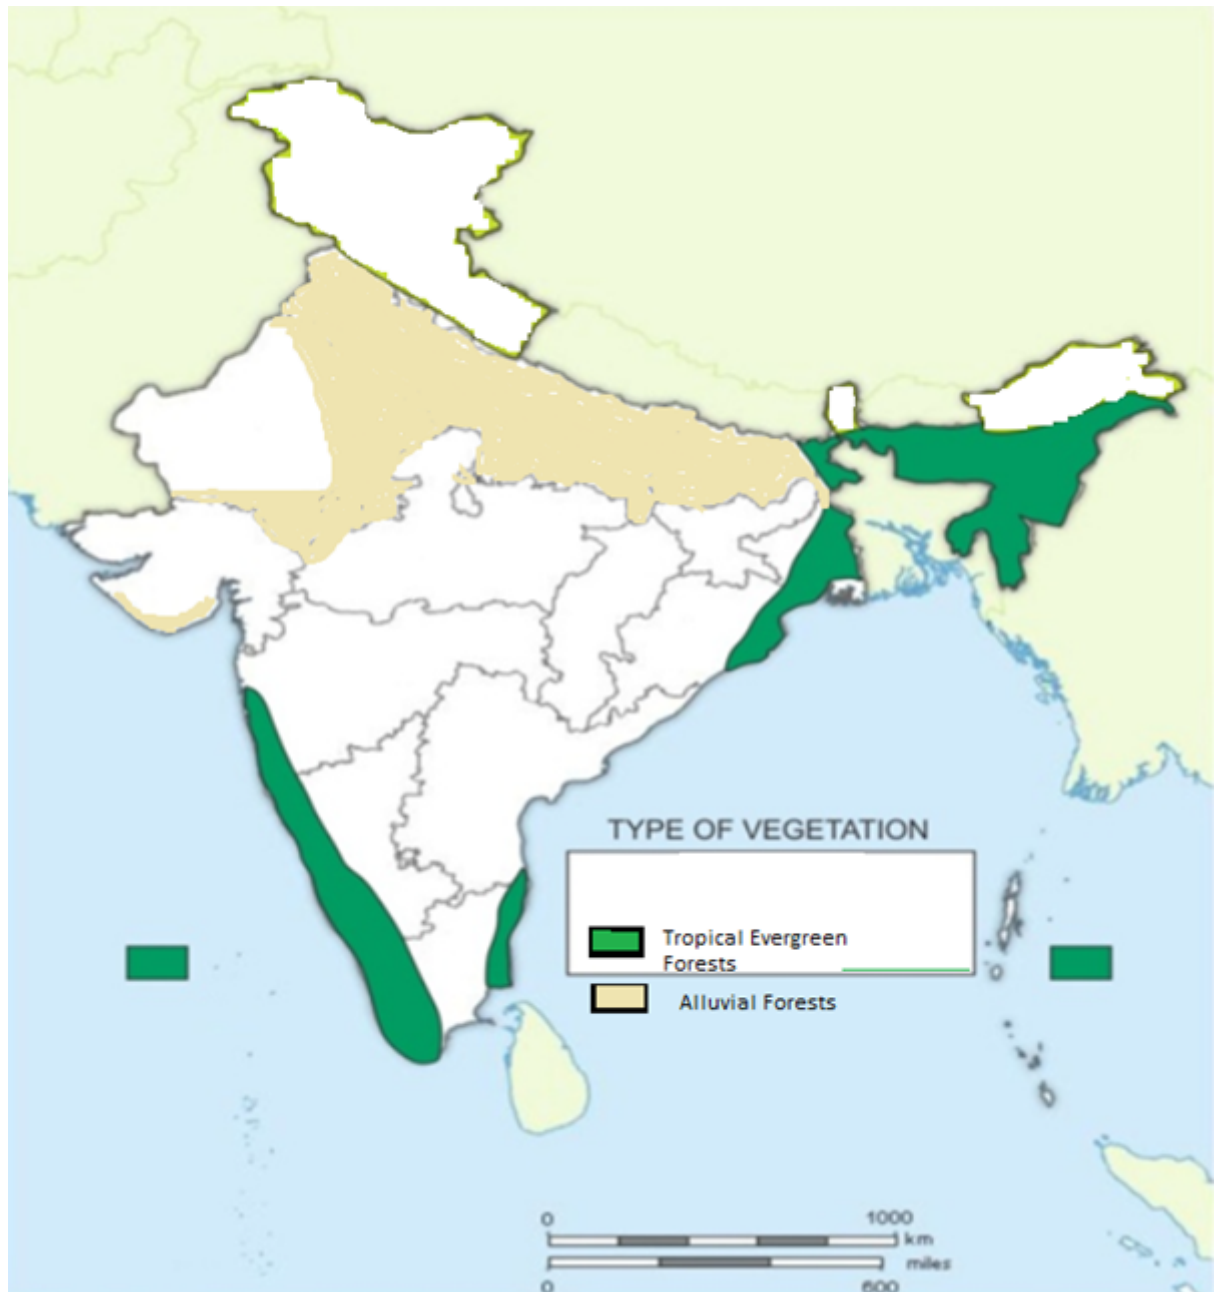 TYPE OF VEGETATION
Tropical Evergreen
Forests
Alluvial Forests
0 1000
km
miles
0 600